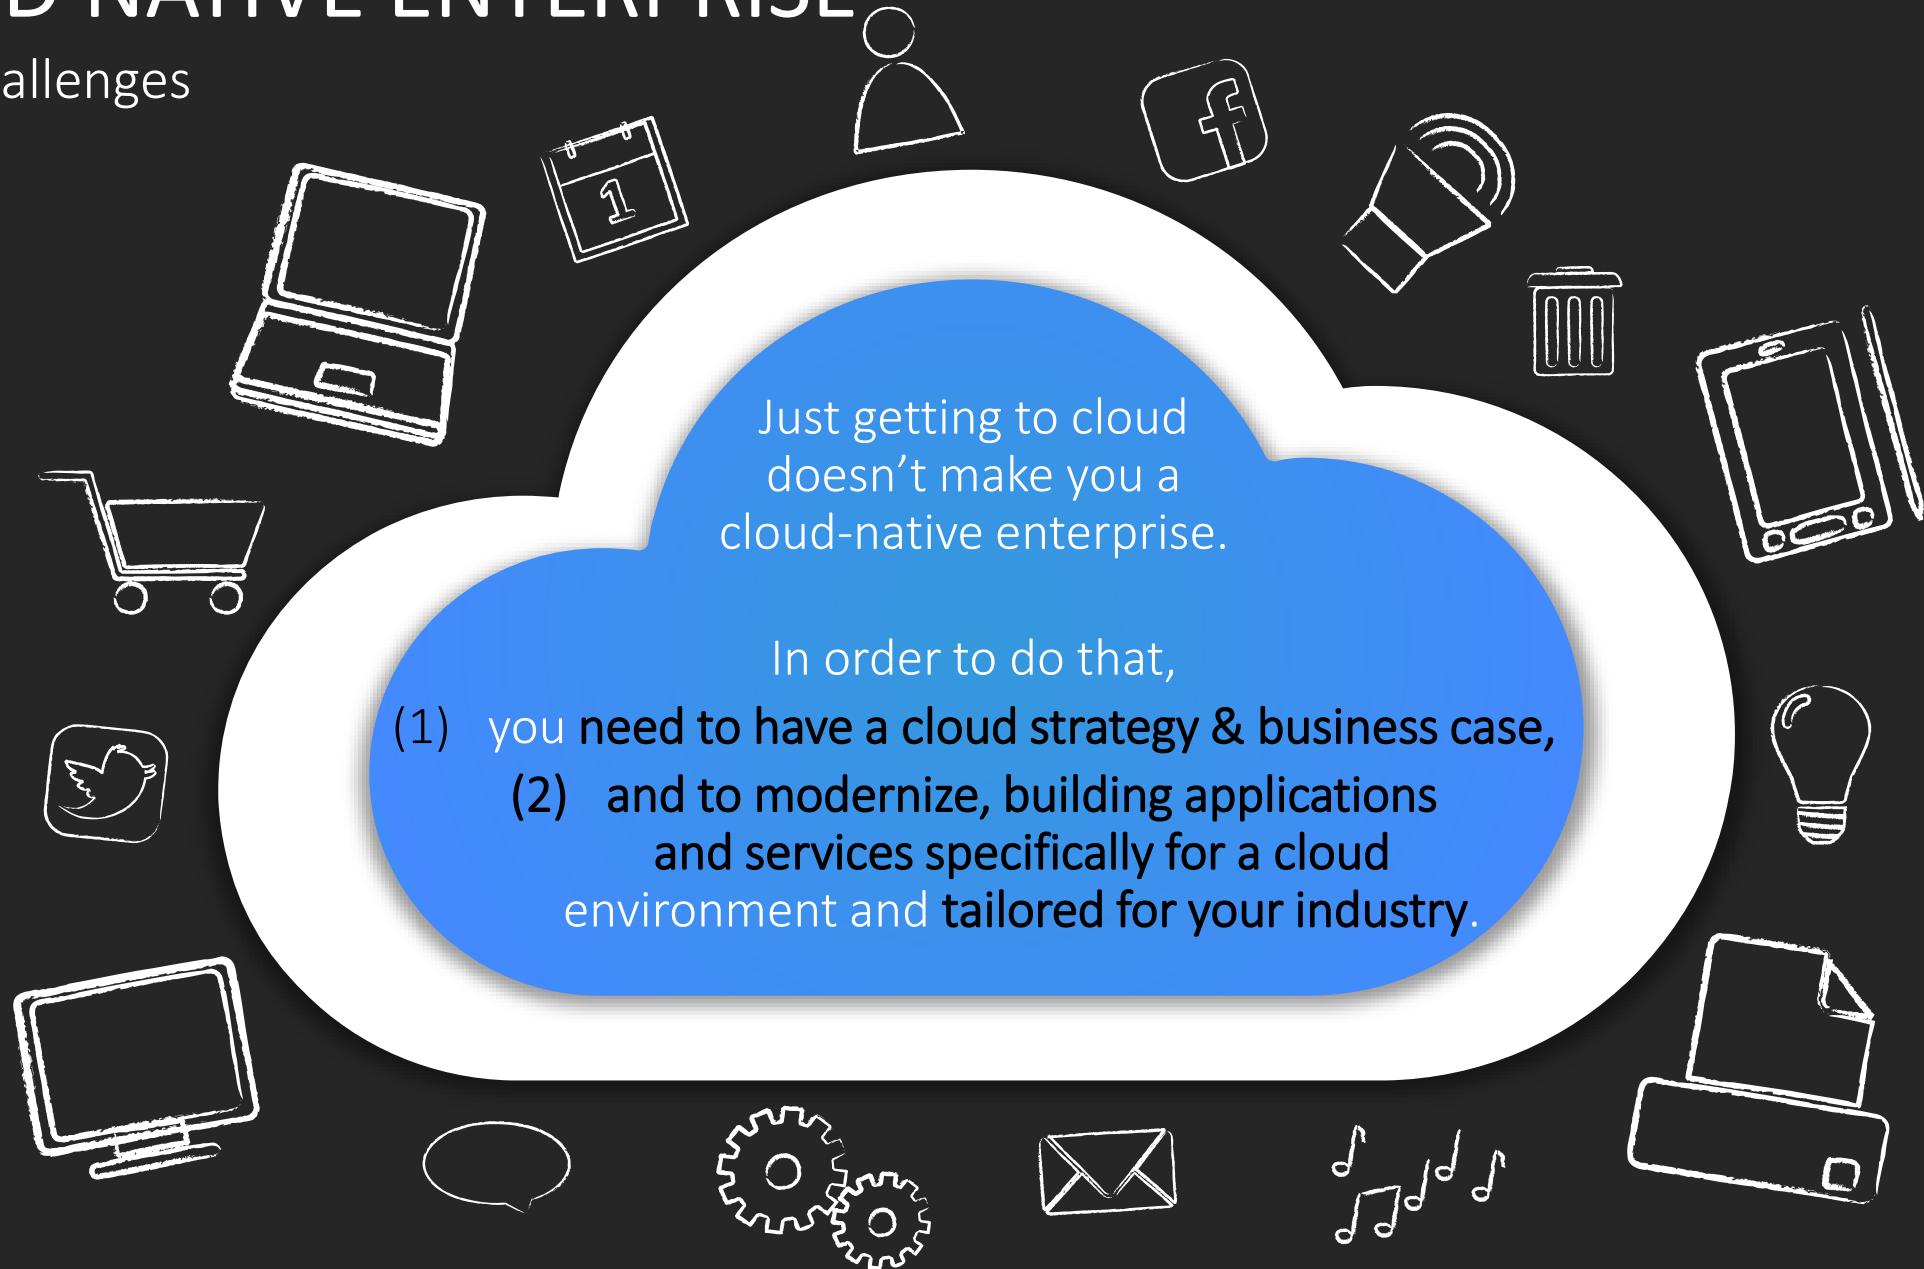 D NATIVE ENTERPRISE
allenges
1
Just getting to cloud
doesn’t make you a
cloud-native enterprise.
In order to do that,
(1) you need to have a cloud strategy & business case,
(2) and to modernize, building applications
and services specifically for a cloud
environment and tailored for your industry.